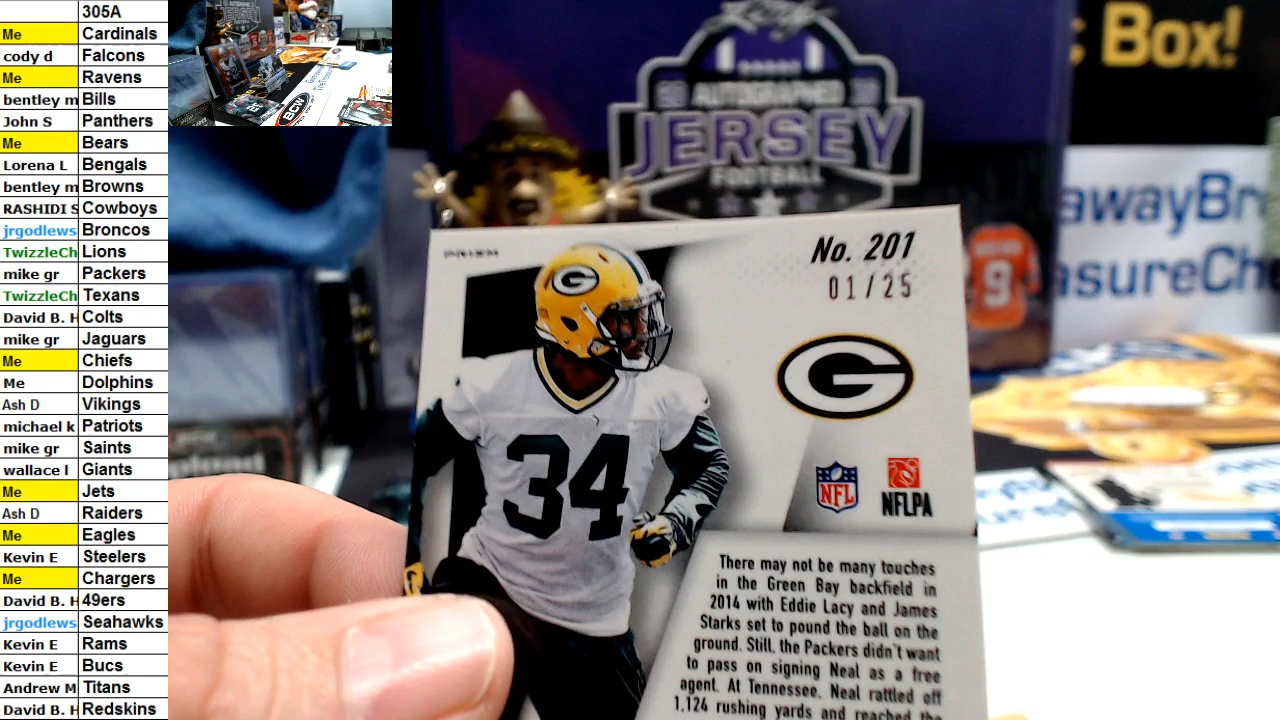 305A
Me Cardinals
cody d Falcons
Me Ravens
bentley m Bills
John S Panthers
Me Bears
Lorena L Bengals
bentley m Browns
RASHIDI S Cowboys
jrgodlews Broncos
TwizzleCh Lions
mike gr Packers
TwizzleCh Texans
David B. H Colts
mike gr Jaguars
Me Chiefs
Me Dolphins
Ash D Vikings
michael k Patriots
mike gr Saints
wallace l Giants
Me Jets
Ash D Raiders
Me Eagles
Kevin E Steelers
Me Chargers
David B. H 49ers
jrgodlews Seahawks
Kevin E Rams
Kevin E Bucs
Andrew M Titans
David B. H Redskins
BCW
AUTOGRAPHED
JERSEY
FOOTBALL
Box!
awayBr
asureCh
9
PRIZM
No. 201
01/25
G
G
34
NFL
NFLPA
There may not be many touches
in the Green Bay backfield in
2014 with Eddie Lacy and James
Starks set to pound the ball on the
ground. Still, the Packers didn't want
to pass on signing Neal as a free
agent. At Tennessee, Neal rattled off
1,124 rushing yards and reached the